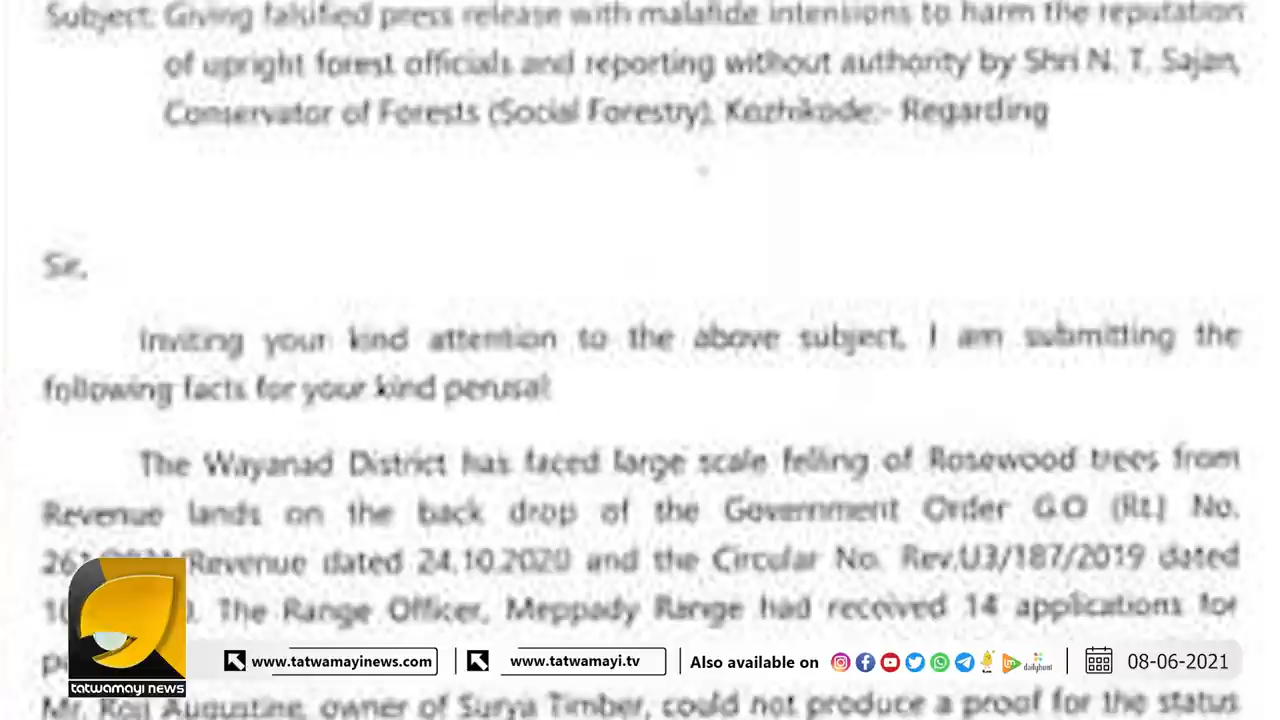 Subject: Giving falsified press release with malafide intensions to harm the reputation
of upright forest officials and reporting without authority by Shri N. T. Sajan,
Conservator of Forests (Social Forestry), Kozhikode:- Regarding
Sir,
Inviting your kind attention to the above subject, I am submitting the
following facts for your kind perusal:
The Wayanad District has faced large scale felling of Rosewood trees from
Revenue lands on the back drop of the Government Order G.O (Rt.) No.
/Revenue dated 24.10.2020 and the Circular No. Rev.U3/187/2019 dated
The Range Officer, Meppady Range had received 14 applications for
Mr. Roji Augustine, owner of Surya Timber, could not produce a proof for the status
tatwamayi news
www.tatwamayinews.com
www.tatwamayi.tv
Also available on
dailyhunt
08-06-2021